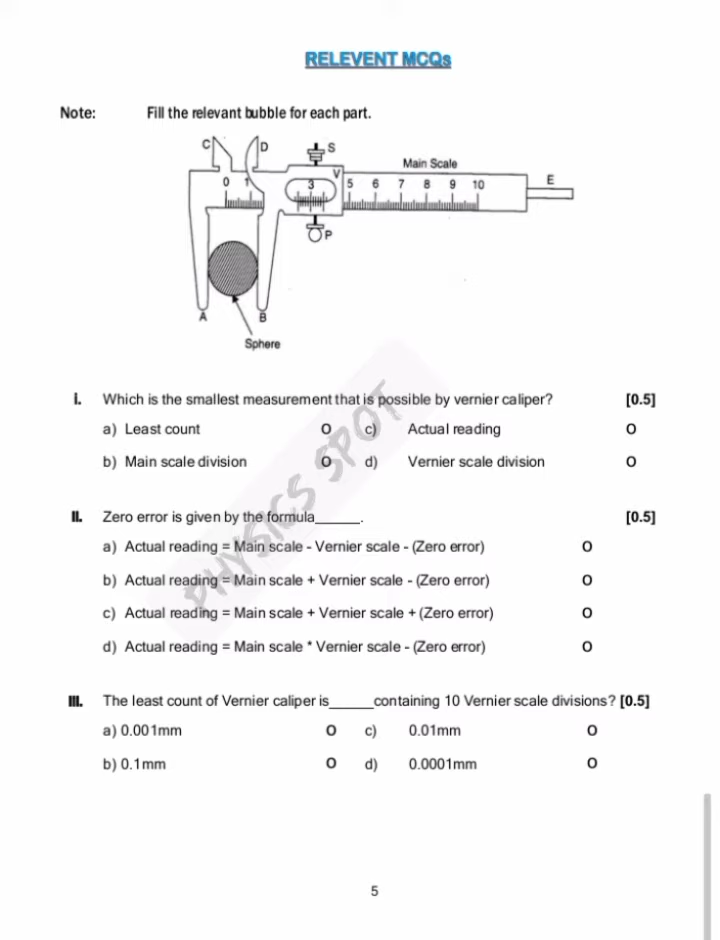 RELEVENT MCQs
Note: Fill the relevant bubble for each part.
C D S
Main Scale
V E
0 1 3 5 6 7 8 9 10
P
A B
Sphere
i. Which is the smallest measurement that is possible by vernier caliper? [0.5]
a) Least count O c) Actual reading O
b) Main scale division O d) Vernier scale division O
II. Zero error is given by the formula______. [0.5]
a) Actual reading = Main scale - Vernier scale - (Zero error) O
b) Actual reading = Main scale + Vernier scale - (Zero error) O
c) Actual reading = Main scale + Vernier scale + (Zero error) O
d) Actual reading = Main scale * Vernier scale - (Zero error) O
III. The least count of Vernier caliper is______containing 10 Vernier scale divisions? [0.5]
a) 0.001mm O c) 0.01mm O
b) 0.1mm O d) 0.0001mm O
PHYSICS SPOT
5